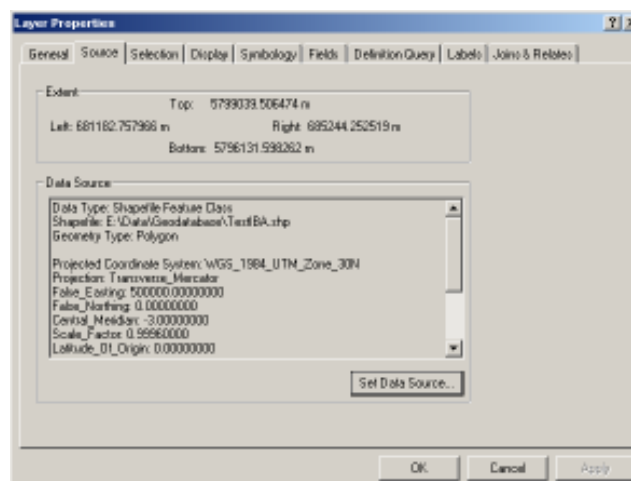 Layer Properties
General Source Selection Display Symbology Fields Definition Query Labels Joins & Relates
Extent
Top: 5799039.506474 m
Left: 681182.757966 m Right: 685244.252519 m
Bottom: 5796131.598262 m
Data Source
Data Type: Shapefile Feature Class
Shapefile: E:\Data\Geodatabase\TestBA.shp
Geometry Type: Polygon
Projected Coordinate System: WGS_1984_UTM_Zone_30N
Projection: Transverse_Mercator
False_Easting: 500000.00000000
False_Northing: 0.00000000
Central_Meridian: -3.00000000
Scale_Factor: 0.99960000
Latitude_Of_Origin: 0.00000000
Set Data Source...
OK Cancel Apply